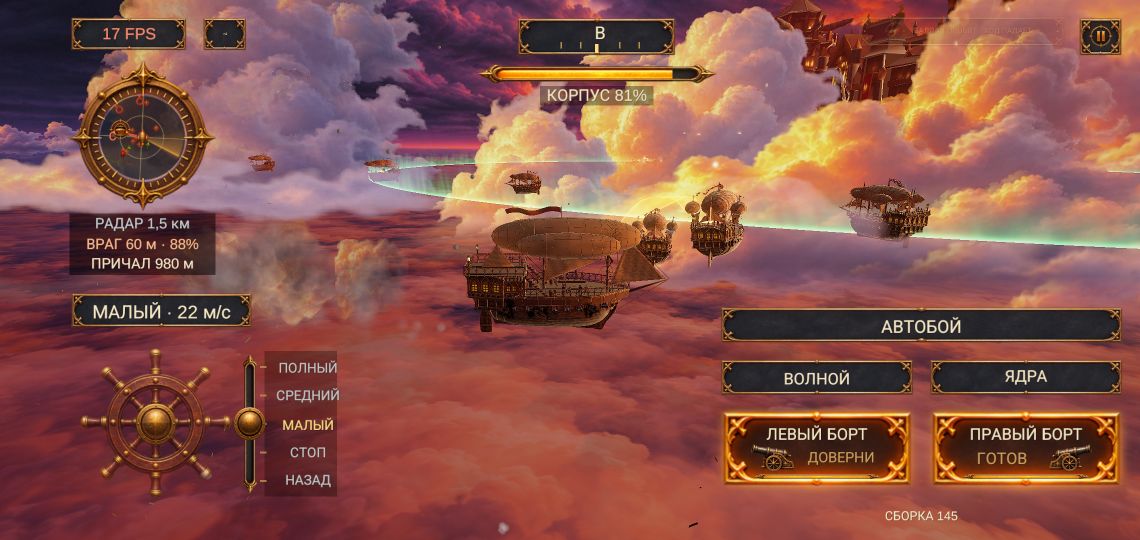 17 FPS
В
КОРПУС 81%
РАДАР 1,5 км
ВРАГ 60 м · 88%
ПРИЧАЛ 980 м
МАЛЫЙ · 22 м/с
ПОЛНЫЙ
СРЕДНИЙ
МАЛЫЙ
СТОП
НАЗАД
АВТОБОЙ
ВОЛНОЙ
ЯДРА
ЛЕВЫЙ БОРТ
ДОВЕРНИ
ПРАВЫЙ БОРТ
ГОТОВ
СБОРКА 145